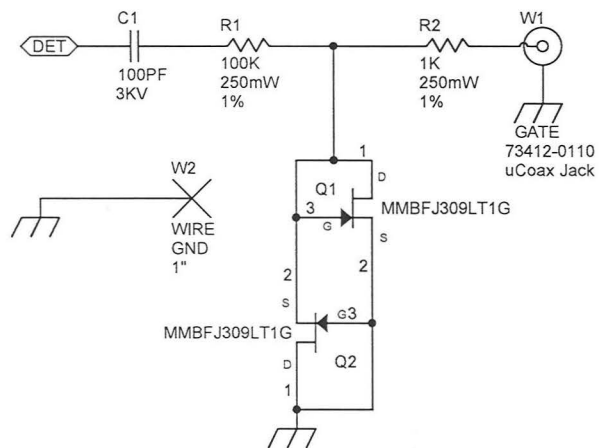 C1
R1
R2
W1
DET
100PF
3KV
100K
250mW
1%
1K
250mW
1%
GATE
73412-0110
uCoax Jack
W2
WIRE
GND
1"
1
D
Q1
3
G
MMBFJ309LT1G
S
2
2
S
G3
MMBFJ309LT1G
D
Q2
1